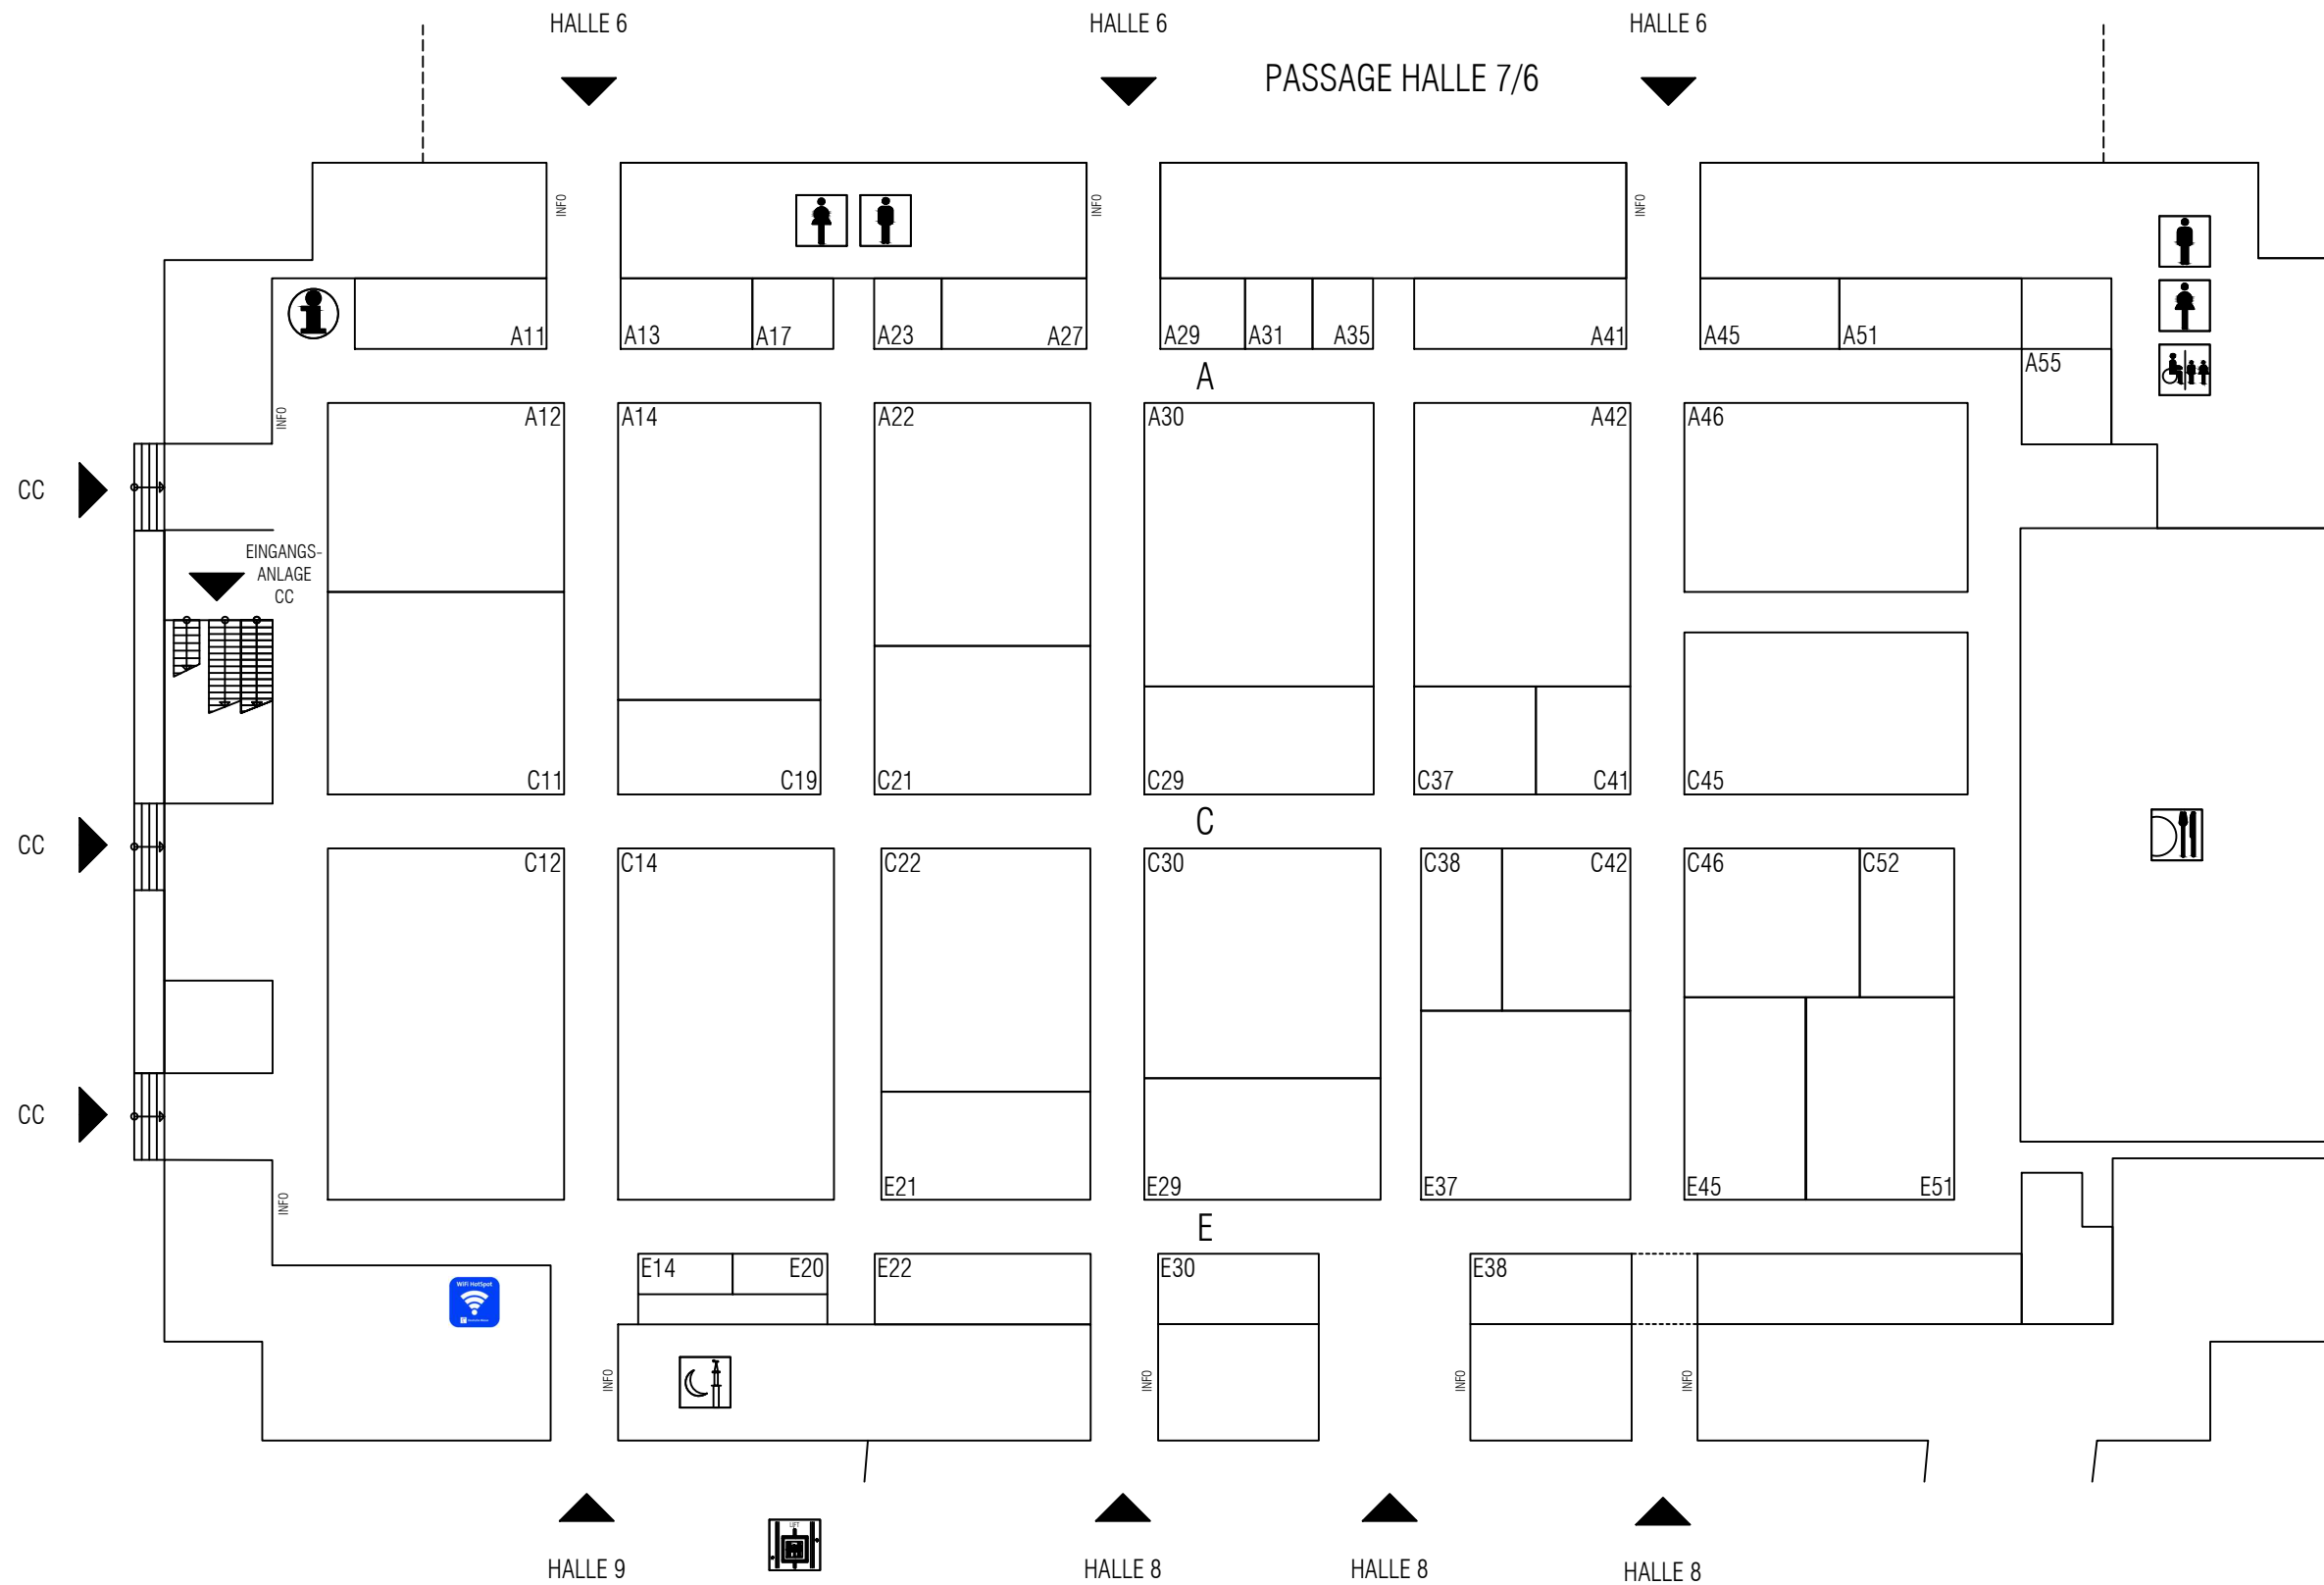 HALLE 6
HALLE 6
HALLE 6
PASSAGE HALLE 7/6
INFO
INFO
INFO
A11
A13
A17
A23
A27
A29
A31
A35
A41
A45
A51
A55
A
INFO
A12
A14
A22
A30
A42
A46
CC
EINGANGS-
ANLAGE
CC
C11
C19
C21
C29
C37
C41
C45
C
CC
C12
C14
C22
C30
C38
C42
C46
C52
CC
INFO
E21
E29
E37
E45
E51
E
E14
E20
E22
E30
E38
WiFi HotSpot
INFO
INFO
INFO
INFO
LIFT
HALLE 9
HALLE 8
HALLE 8
HALLE 8